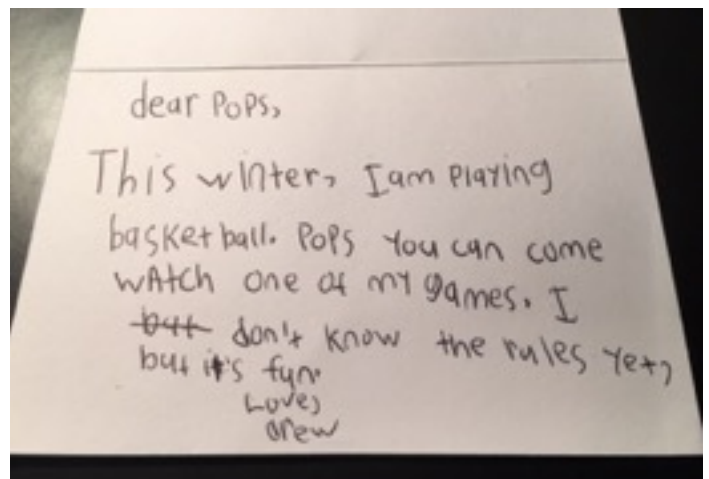 dear Pops,
This winter, I am playing
basketball. Pops you can come
watch one of my games. I
but don't know the rules yet,
but it's fun.
Love,
drew